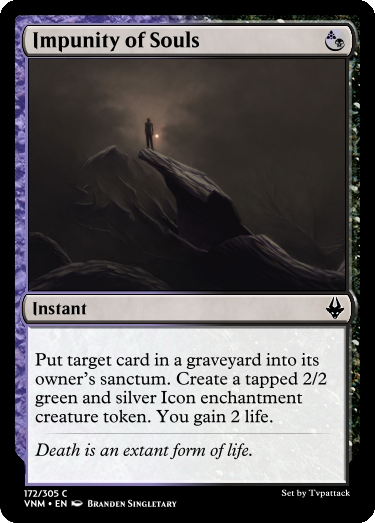 Impunity of Souls
Instant
Put target card in a graveyard into its
owner's sanctum. Create a tapped 2/2
green and silver Icon enchantment
creature token. You gain 2 life.
Death is an extant form of life.
172/305 C
VNM • EN Branden Singletary
Set by Tvpattack